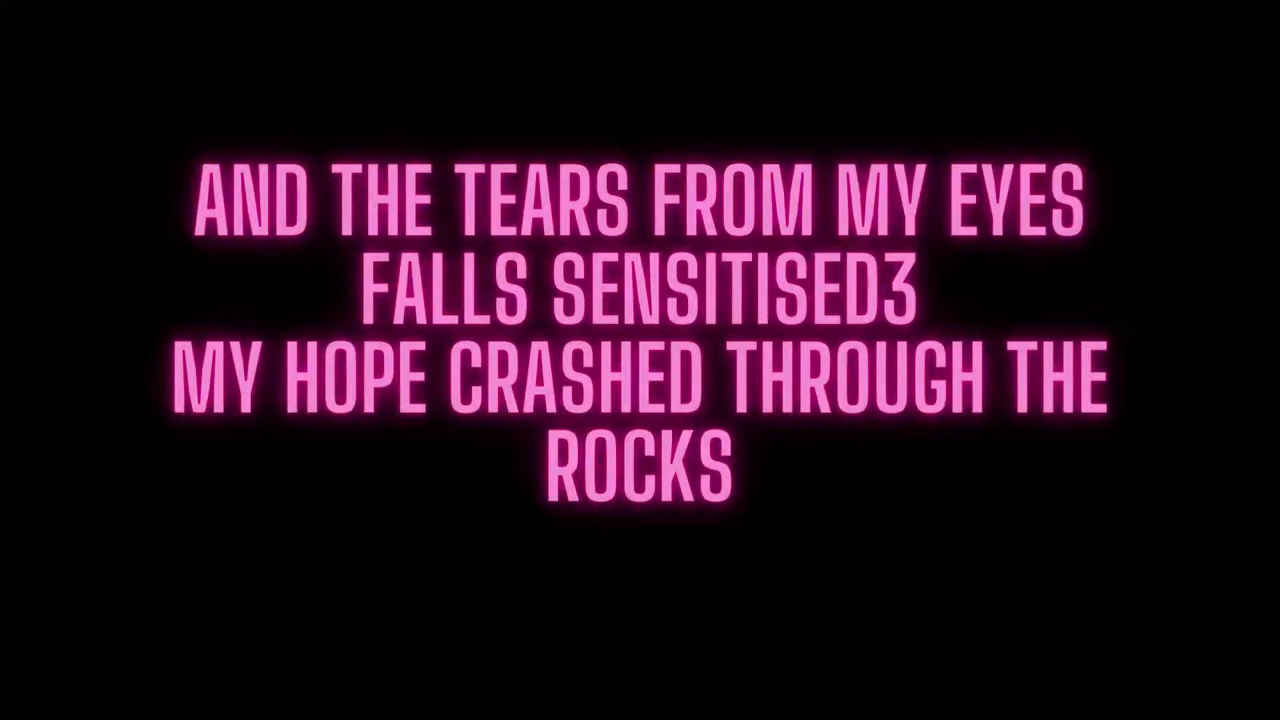 AND THE TEARS FROM MY EYES
FALLS SENSITISED3
MY HOPE CRASHED THROUGH THE
ROCKS